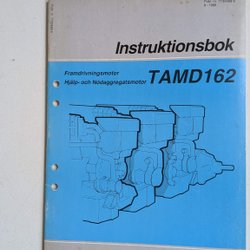 Instruktionsbok
Framdrivningsmotor
Hjälp- och Nödaggregatsmotor
TAMD162